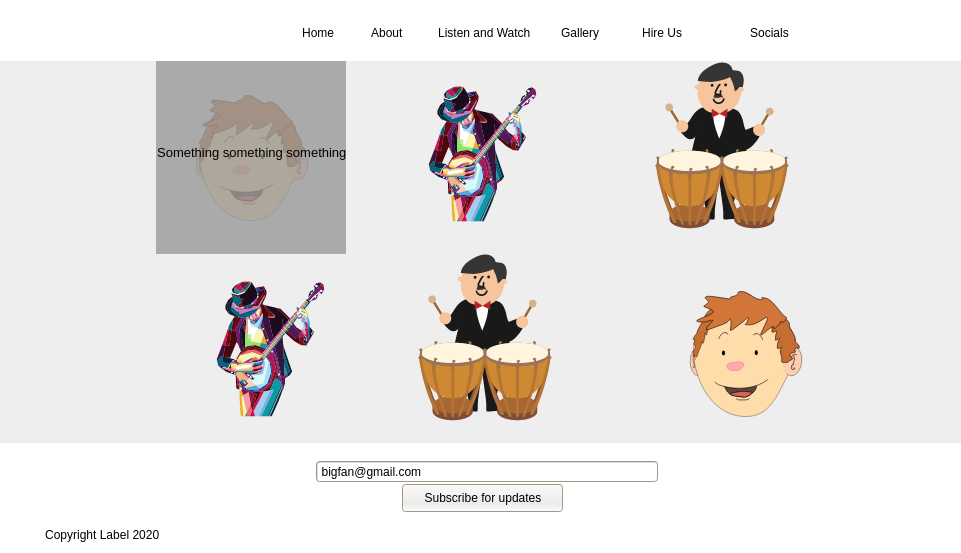 Home About Listen and Watch Gallery Hire Us Socials
Something something something
bigfan@gmail.com
Subscribe for updates
Copyright Label 2020